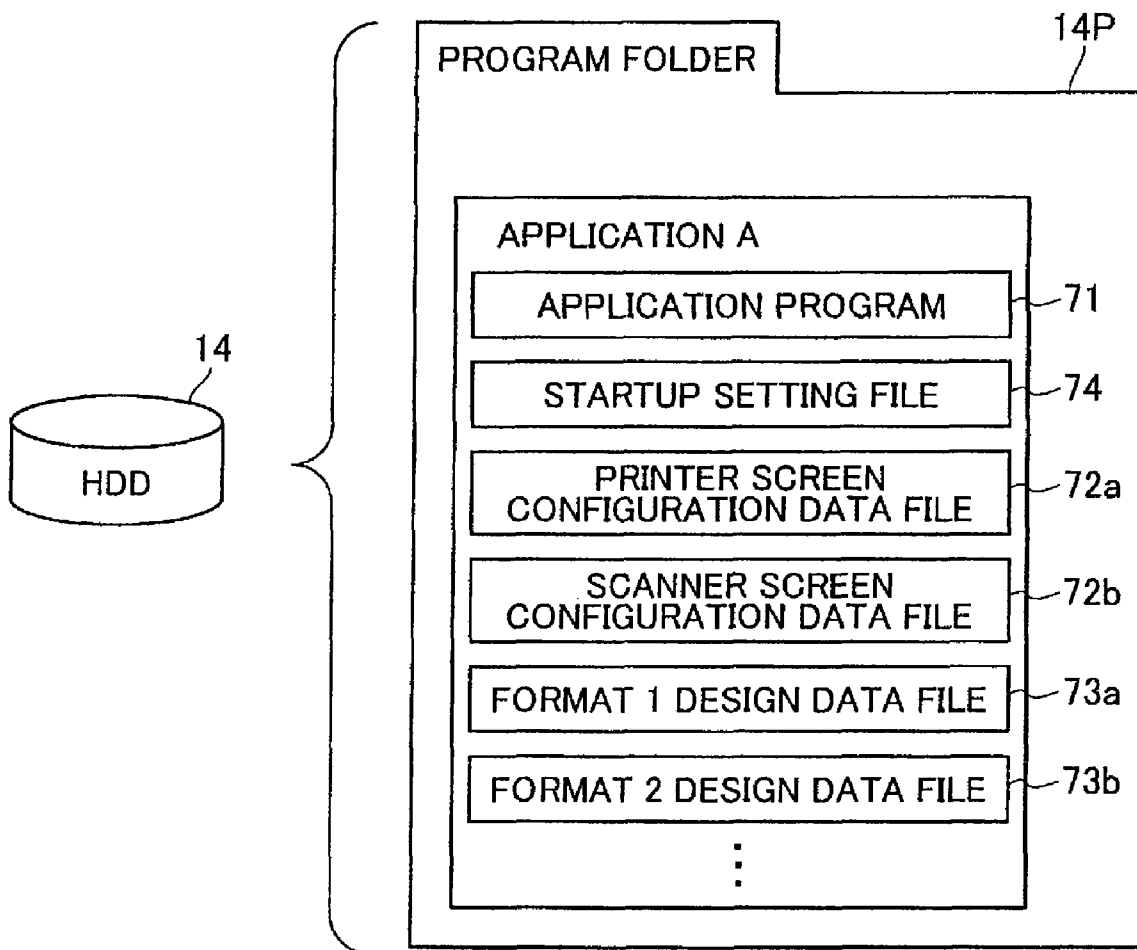 14P
PROGRAM FOLDER
APPLICATION A
APPLICATION PROGRAM
71
14
STARTUP SETTING FILE
74
HDD
PRINTER SCREEN
CONFIGURATION DATA FILE
72a
SCANNER SCREEN
CONFIGURATION DATA FILE
72b
FORMAT 1 DESIGN DATA FILE
73a
FORMAT 2 DESIGN DATA FILE
73b